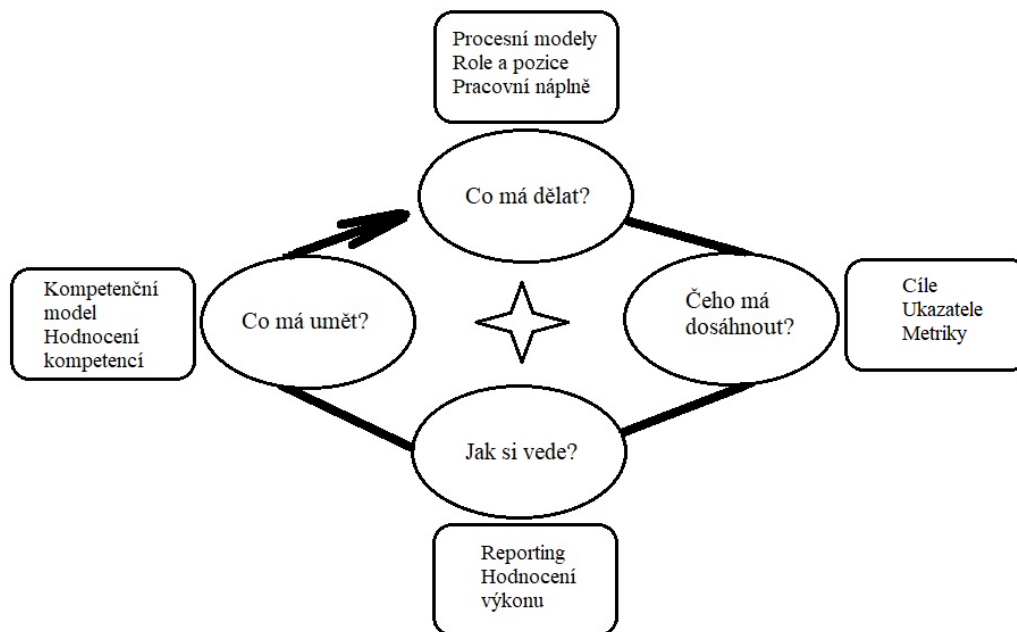 Procesní modely
Role a pozice
Pracovní náplně
Co má dělat?
Kompetenční
model
Hodnocení
kompetencí
Co má umět?
Čeho má
dosáhnout?
Cíle
Ukazatele
Metriky
Jak si vede?
Reporting
Hodnocení
výkonu